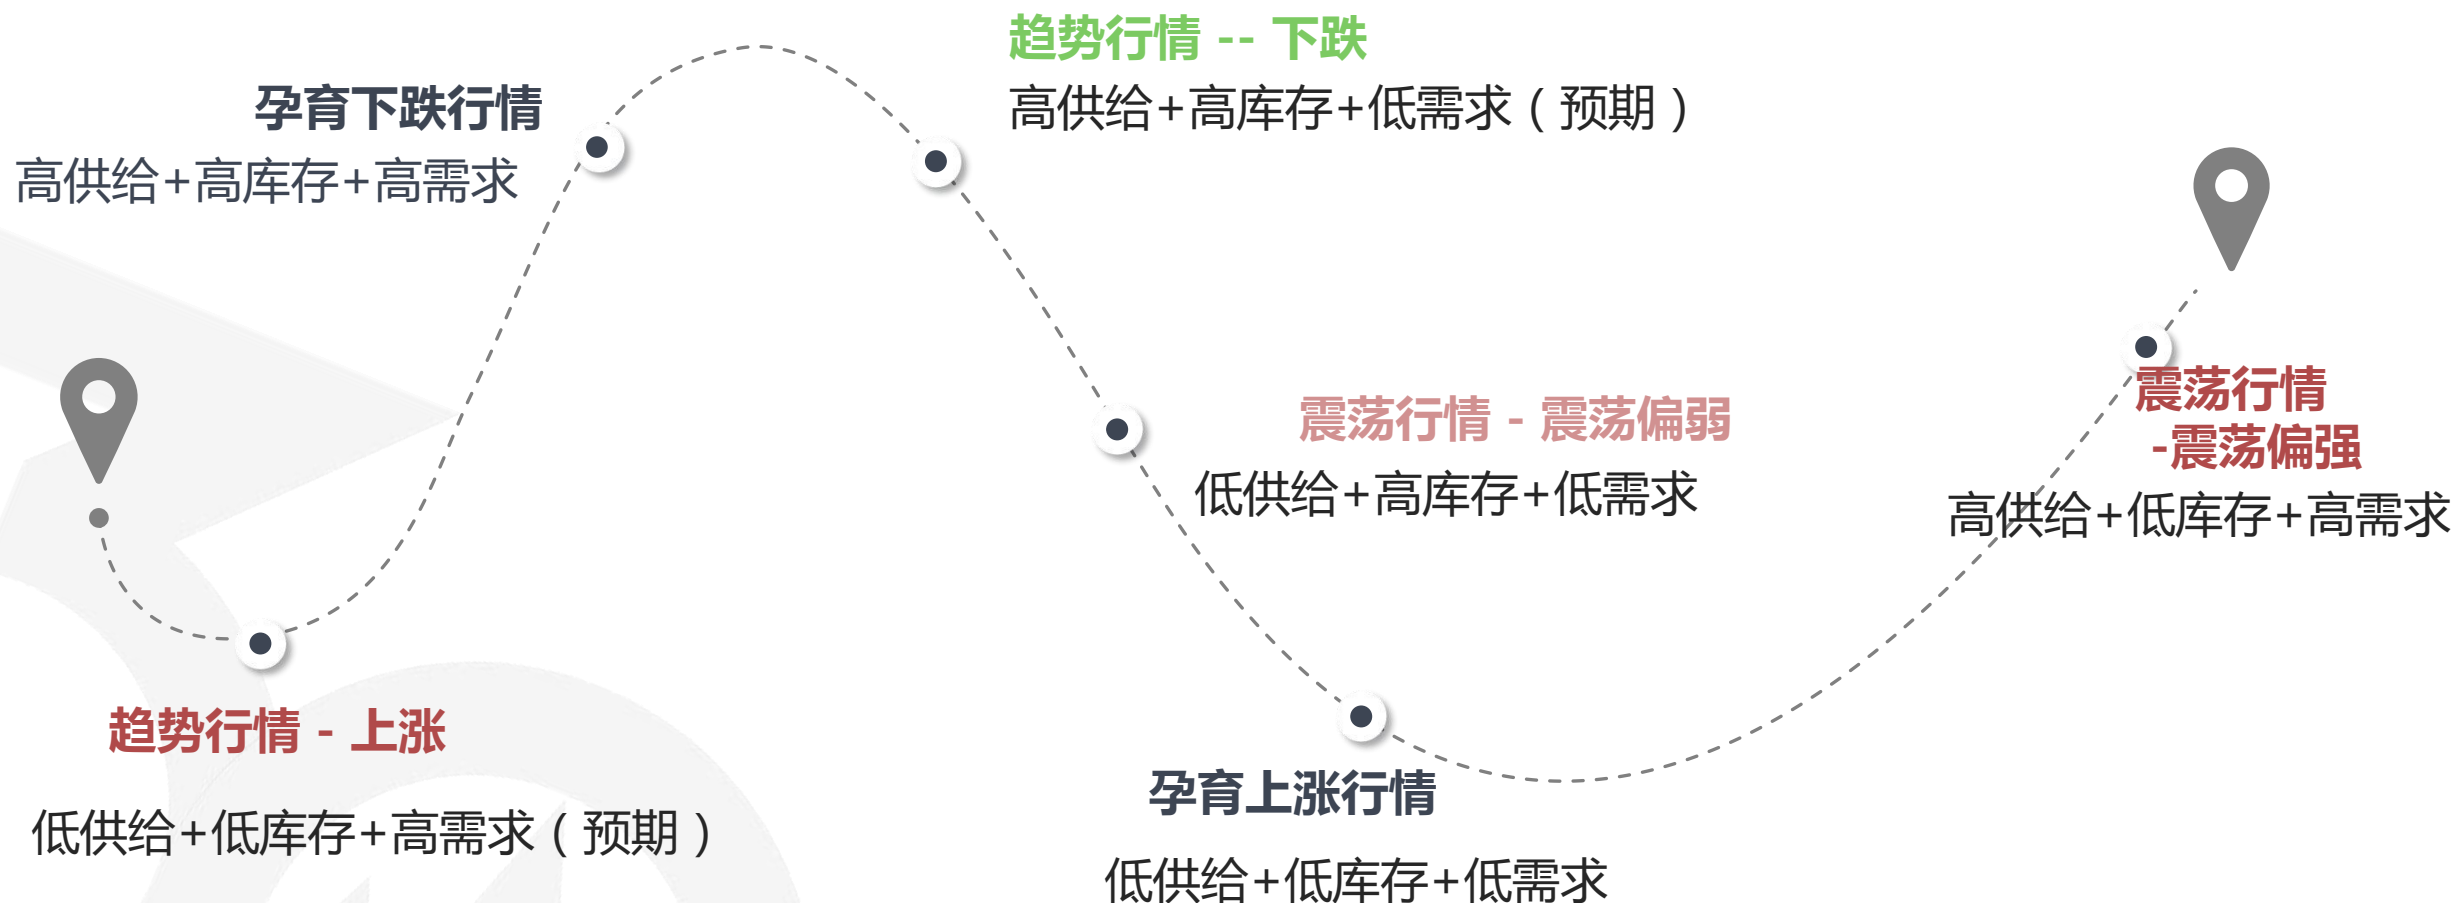 趋势行情 -- 下跌
高供给+高库存+低需求（预期）
孕育下跌行情
高供给+高库存+高需求
震荡行情 - 震荡偏弱
低供给+高库存+低需求
震荡行情
-震荡偏强
高供给+低库存+高需求
趋势行情 - 上涨
低供给+低库存+高需求（预期）
孕育上涨行情
低供给+低库存+低需求